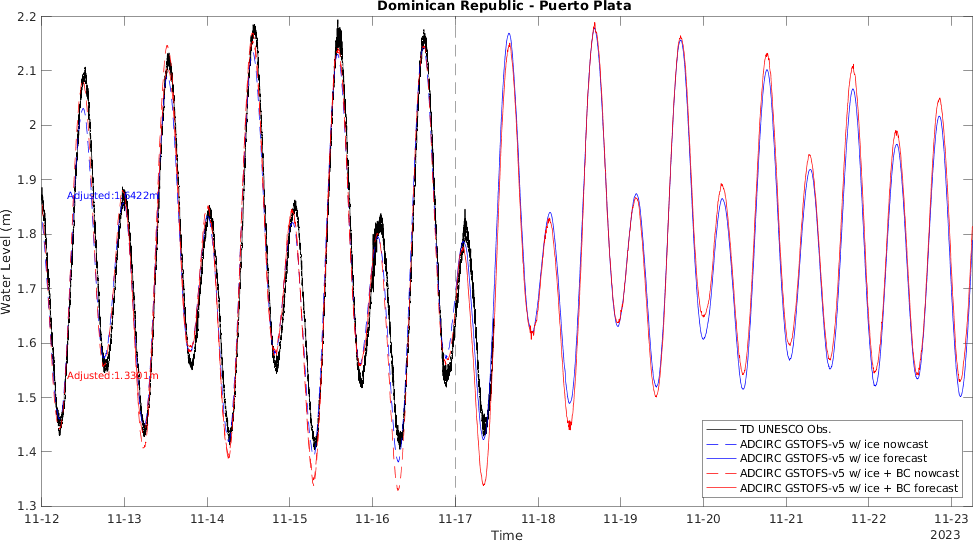 Dominican Republic - Puerto Plata
2.2
2.1
2
1.9
1.8
1.7
1.6
1.5
1.4
1.3
Water Level (m)
Adjusted:1.6422m
Adjusted:1.3391m
TD UNESCO Obs.
ADCIRC GSTOFS-v5 w/ ice nowcast
ADCIRC GSTOFS-v5 w/ ice forecast
ADCIRC GSTOFS-v5 w/ ice + BC nowcast
ADCIRC GSTOFS-v5 w/ ice + BC forecast
11-12 11-13 11-14 11-15 11-16 11-17 11-18 11-19 11-20 11-21 11-22 11-23
Time
2023